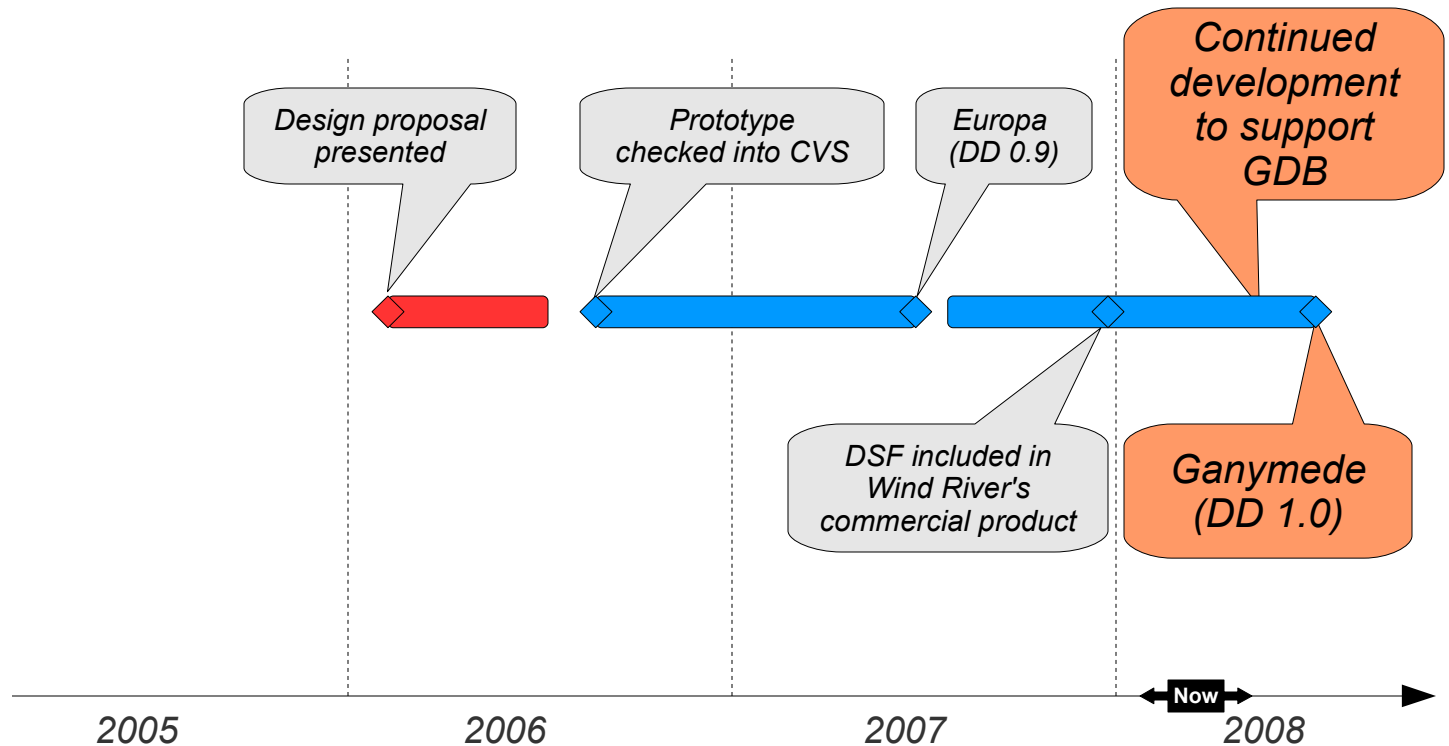 Continued
development
to support
GDB
Design proposal
presented
Prototype
checked into CVS
Europa
(DD 0.9)
DSF included in
Wind River's
commercial product
Ganymede
(DD 1.0)
Now
2005
2006
2007
2008